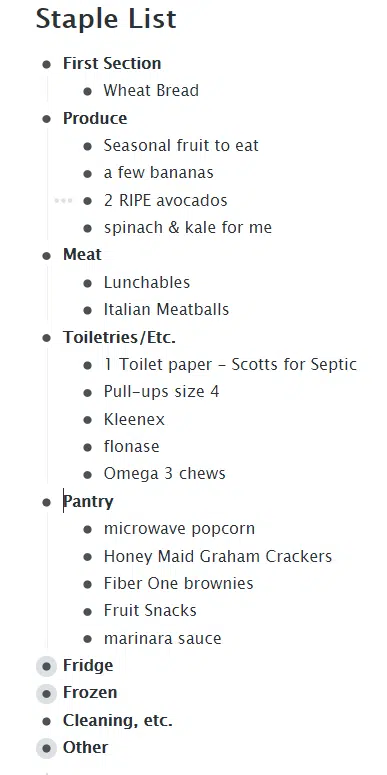 Staple List
First Section
Wheat Bread
Produce
Seasonal fruit to eat
a few bananas
2 RIPE avocados
spinach & kale for me
Meat
Lunchables
Italian Meatballs
Toiletries/Etc.
1 Toilet paper - Scotts for Septic
Pull-ups size 4
Kleenex
flonase
Omega 3 chews
Pantry
microwave popcorn
Honey Maid Graham Crackers
Fiber One brownies
Fruit Snacks
marinara sauce
Fridge
Frozen
Cleaning, etc.
Other